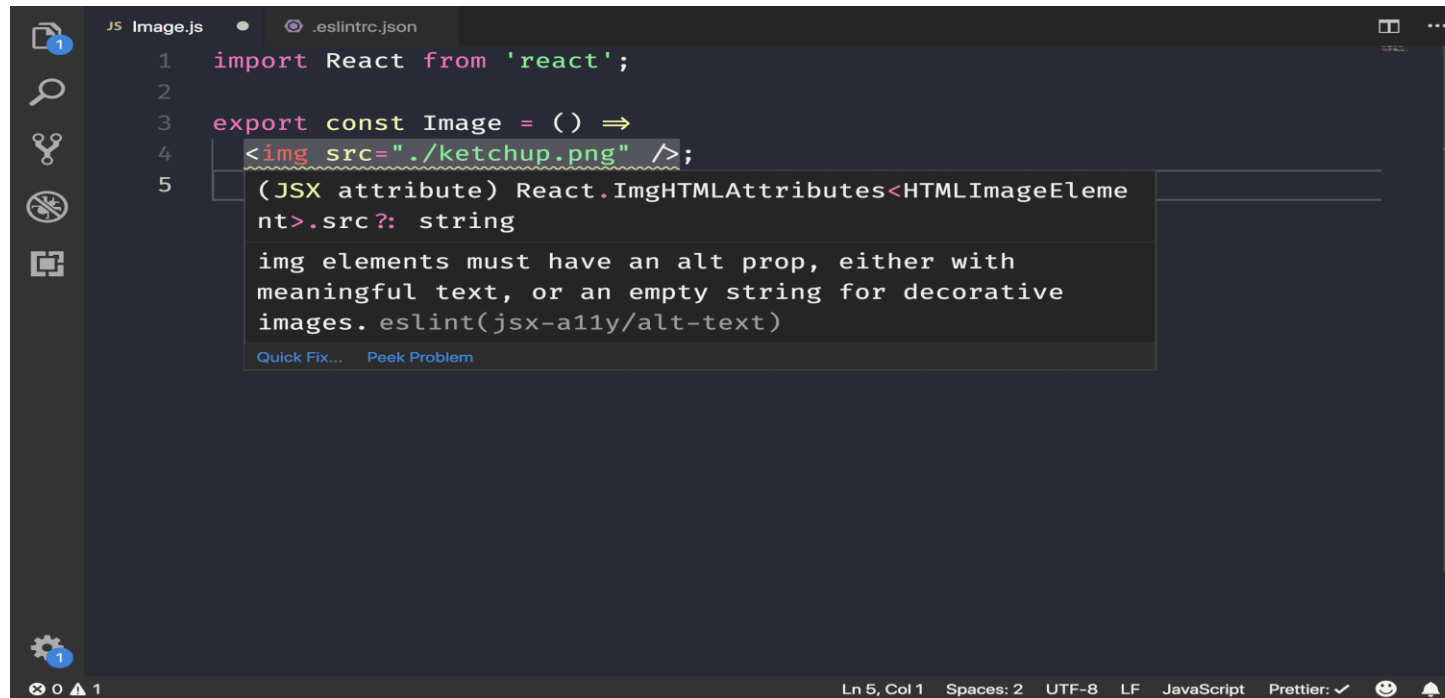 JS Image.js ● .eslintrc.json
1 import React from 'react';
2
3 export const Image = () =>
4 <img src="./ketchup.png" />;
5
(JSX attribute) React.ImgHTMLAttributes<HTMLImageEleme
nt>.src?: string
img elements must have an alt prop, either with
meaningful text, or an empty string for decorative
images. eslint(jsx-a11y/alt-text)
Quick Fix... Peek Problem
1
1
0 1 Ln 5, Col 1 Spaces: 2 UTF-8 LF JavaScript Prettier: ✓